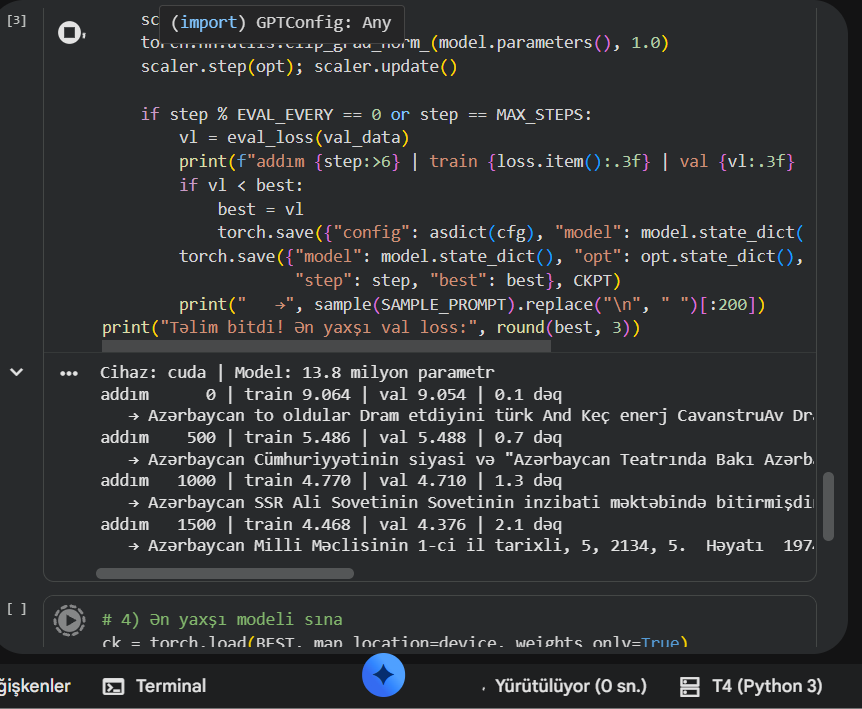 [3]
sc
(import) GPTConfig: Any
torch.nn.utils.clip_grad_norm_(model.parameters(), 1.0)
scaler.step(opt); scaler.update()
if step % EVAL_EVERY == 0 or step == MAX_STEPS:
vl = eval_loss(val_data)
print(f"addım {step:>6} | train {loss.item():.3f} | val {vl:.3f}
if vl < best:
best = vl
torch.save({"config": asdict(cfg), "model": model.state_dict(
torch.save({"model": model.state_dict(), "opt": opt.state_dict(),
"step": step, "best": best}, CKPT)
print("   →", sample(SAMPLE_PROMPT).replace("\n", " ")[:200])
print("Təlim bitdi! Ən yaxşı val loss:", round(best, 3))
Cihaz: cuda | Model: 13.8 milyon parametr
addım      0 | train 9.064 | val 9.054 | 0.1 dəq
→ Azərbaycan to oldular Dram etdiyini türk And Keç enerj CavanstruAv Dr
addım    500 | train 5.486 | val 5.488 | 0.7 dəq
→ Azərbaycan Cümhuriyyətinin siyasi və "Azərbaycan Teatrında Bakı Azərb
addım   1000 | train 4.770 | val 4.710 | 1.3 dəq
→ Azərbaycan SSR Ali Sovetinin Sovetinin inzibati məktəbində bitirmişdi
addım   1500 | train 4.468 | val 4.376 | 2.1 dəq
→ Azərbaycan Milli Məclisinin 1-ci il tarixli, 5, 2134, 5.  Həyatı  197
[ ]
# 4) Ən yaxşı modeli sına
ck = torch.load(BEST, map_location=device, weights_only=True)
ğişkenler
Terminal
Yürütülüyor (0 sn.)
T4 (Python 3)